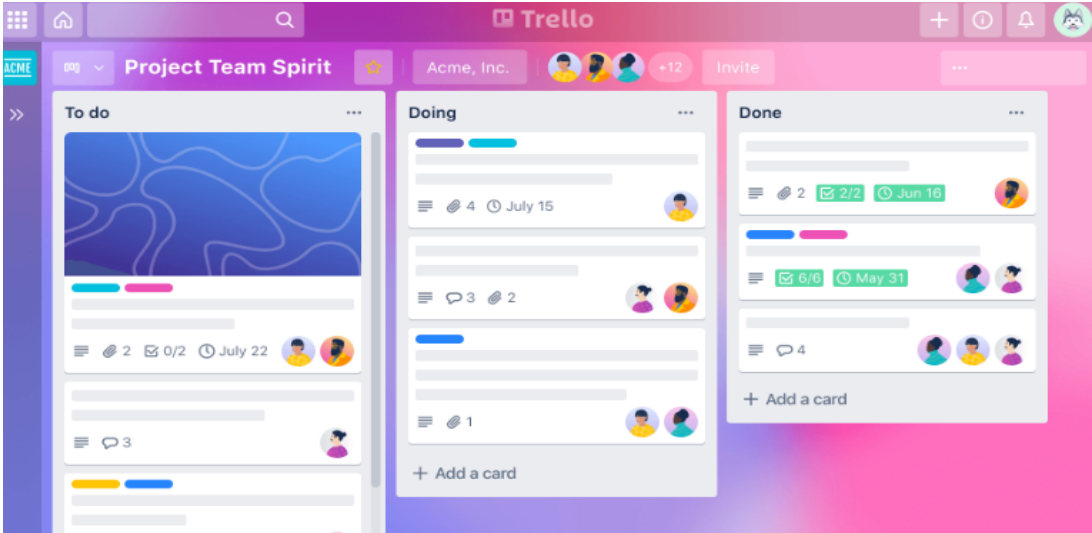 Trello
ACME
Project Team Spirit
Acme, Inc.
+12
Invite
To do
2 0/2 July 22
3
Doing
4 July 15
3 2
1
+ Add a card
Done
2 2/2 Jun 16
6/6 May 31
4
+ Add a card